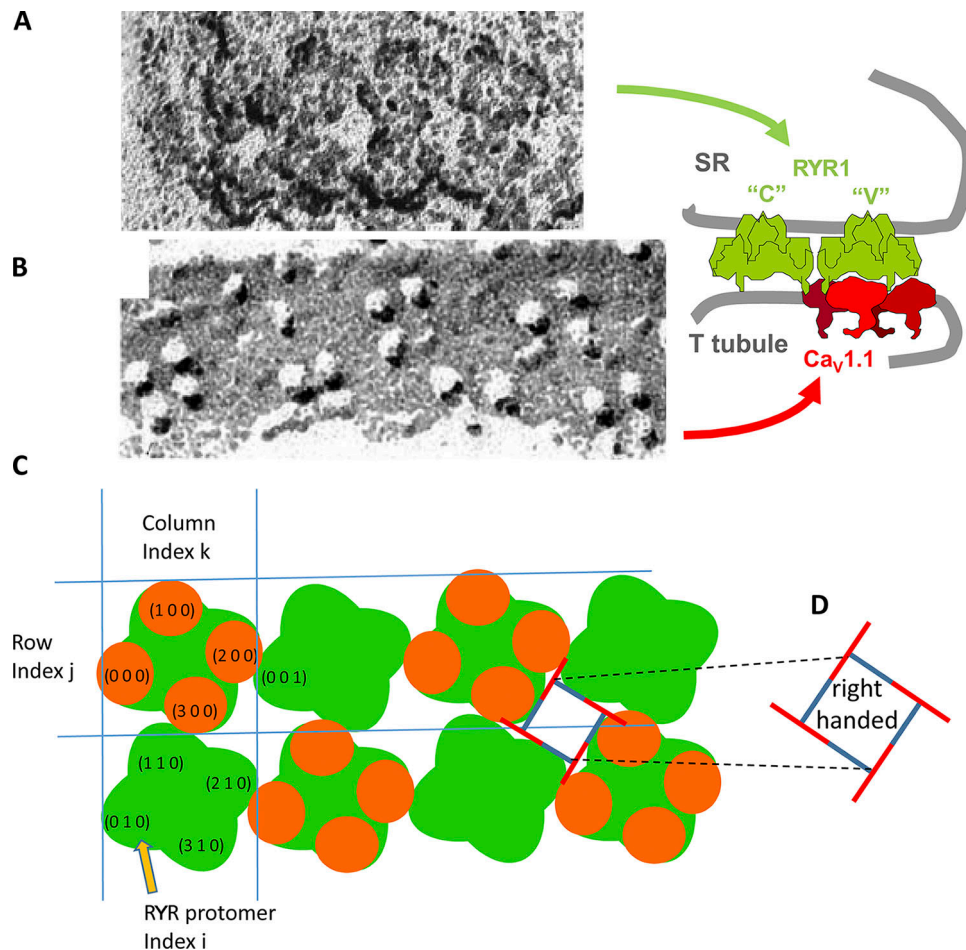 A
SR
RYR1
“C”
“V”
B
T tubule
CaV1.1
C
Column
Index k
Row
Index j
(1 0 0)
(0 0 0)
(2 0 0)
(3 0 0)
(0 0 1)
(1 1 0)
(2 1 0)
(0 1 0)
(3 1 0)
RYR protomer
Index i
D
right
handed